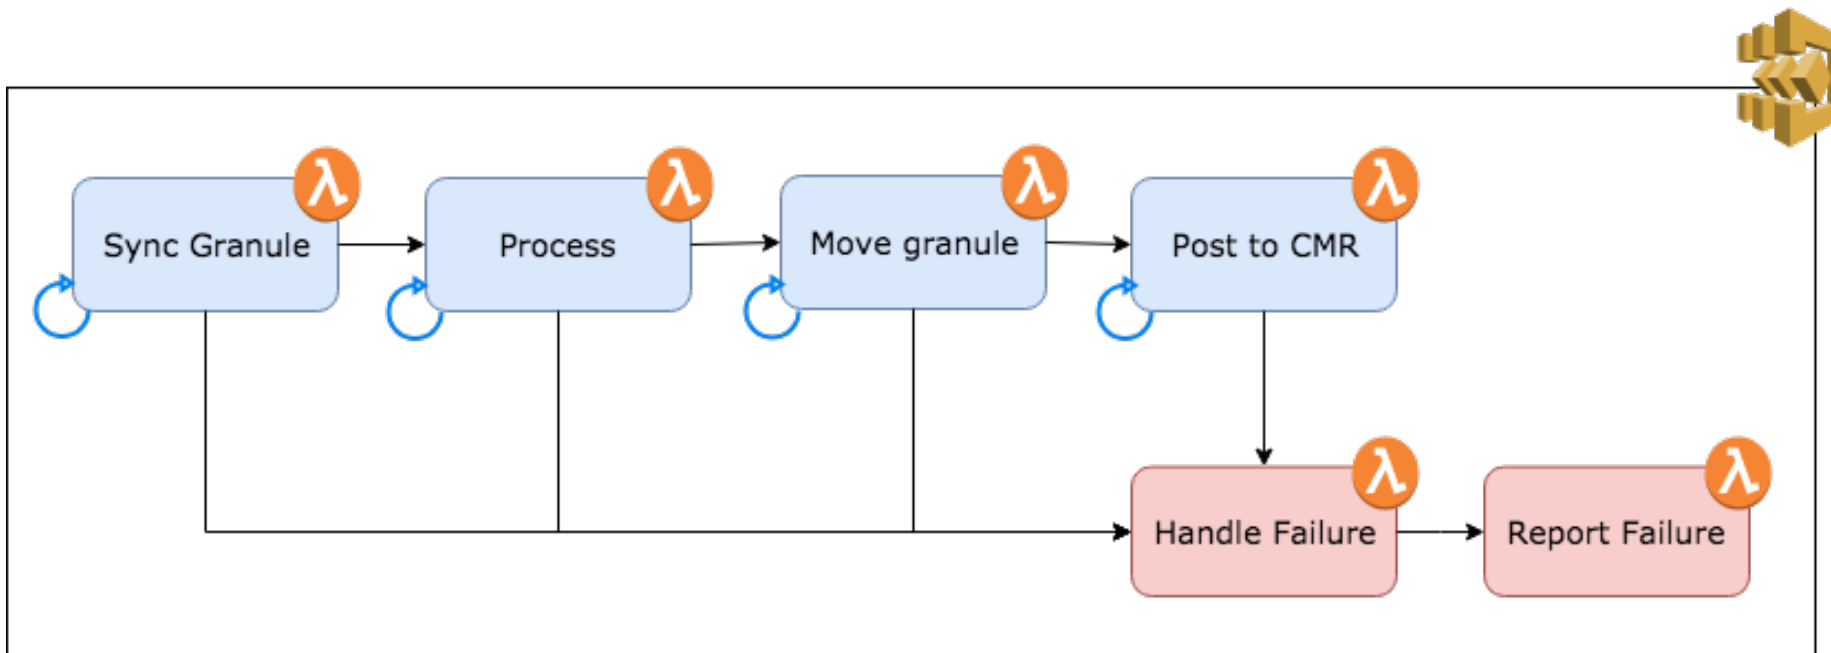 Sync Granule
Process
Move granule
Post to CMR
Handle Failure
Report Failure